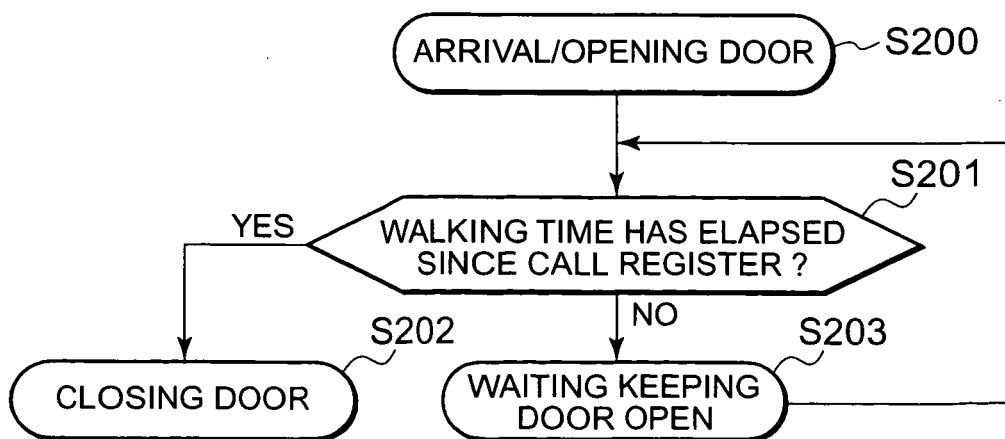 ARRIVAL/OPENING DOOR
S200
S201
YES
WALKING TIME HAS ELAPSED
SINCE CALL REGISTER ?
NO
S202
S203
CLOSING DOOR
WAITING KEEPING
DOOR OPEN